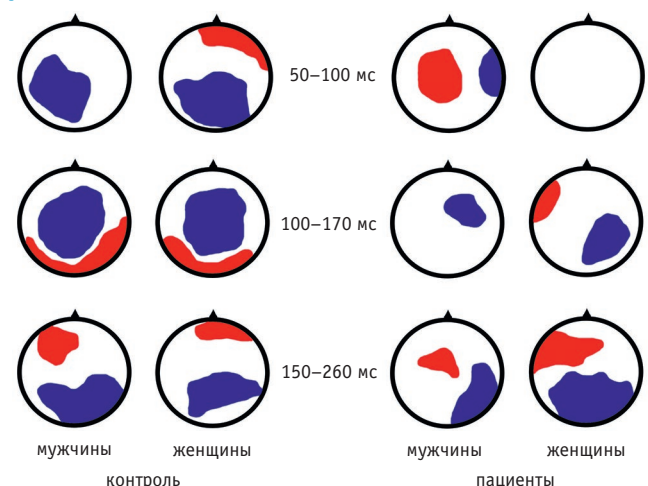 50–100 мс
100–170 мс
150–260 мс
мужчины женщины мужчины женщины
контроль пациенты